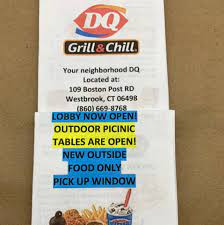 DQ
Grill & Chill
Your neighborhood DQ
Located at:
109 Boston Post RD
Westbrook, CT 06498
(860) 669-8768
LOBBY NOW OPEN!
OUTDOOR PICINIC
TABLES ARE OPEN!
NEW OUTSIDE
FOOD ONLY
PICK UP WINDOW